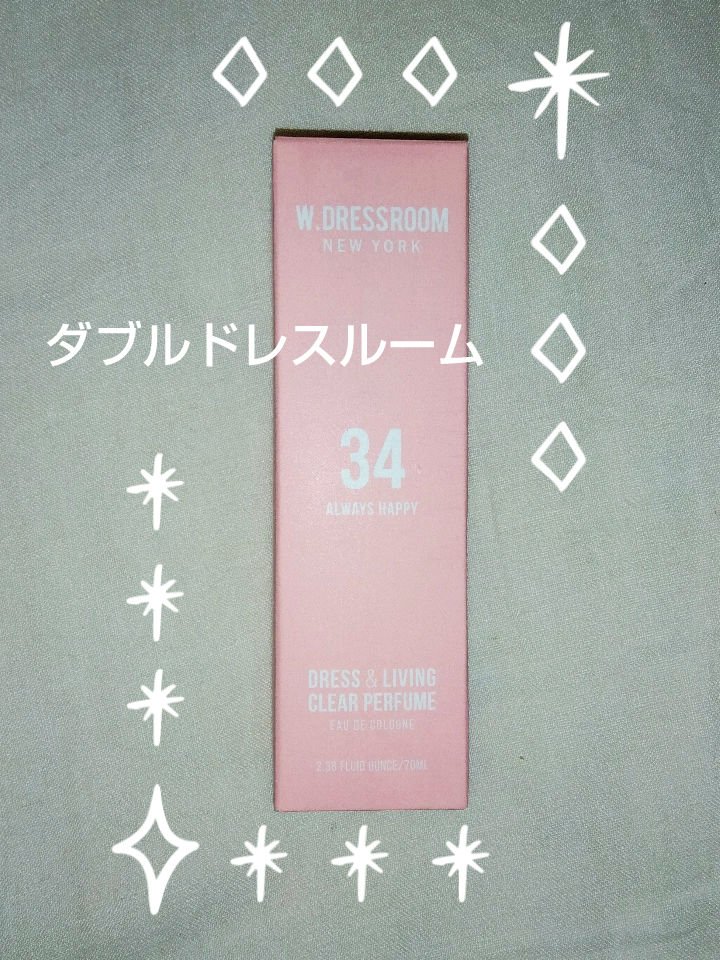 W.DRESSROOM
NEW YORK
ダブルドレスルーム
34
ALWAYS HAPPY
DRESS & LIVING
CLEAR PERFUME
EAU DE COLOGNE
2.36 FLUID OUNCE/70ML